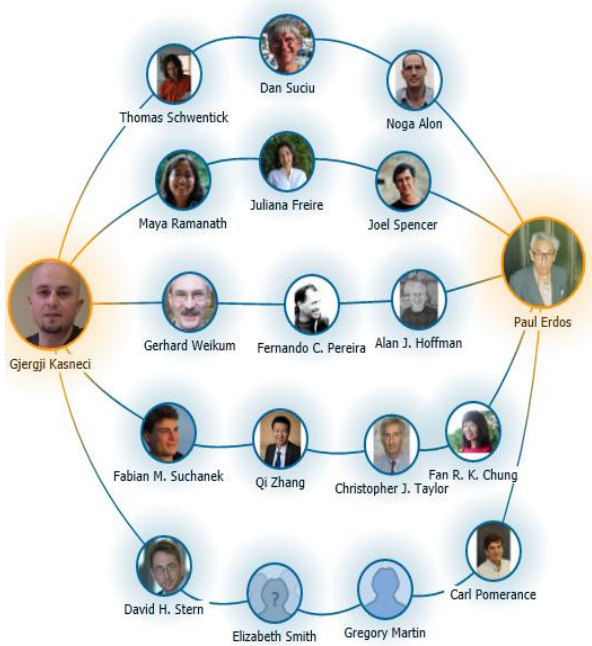 Dan Suciu
Thomas Schwentick
Noga Alon
Juliana Freire
Maya Ramanath
Joel Spencer
Paul Erdos
Gerhard Weikum
Fernando C. Pereira
Alan J. Hoffman
Gjergji Kasneci
Fabian M. Suchanek
Qi Zhang
Christopher J. Taylor
Fan R. K. Chung
David H. Stern
Elizabeth Smith
Gregory Martin
Carl Pomerance
?